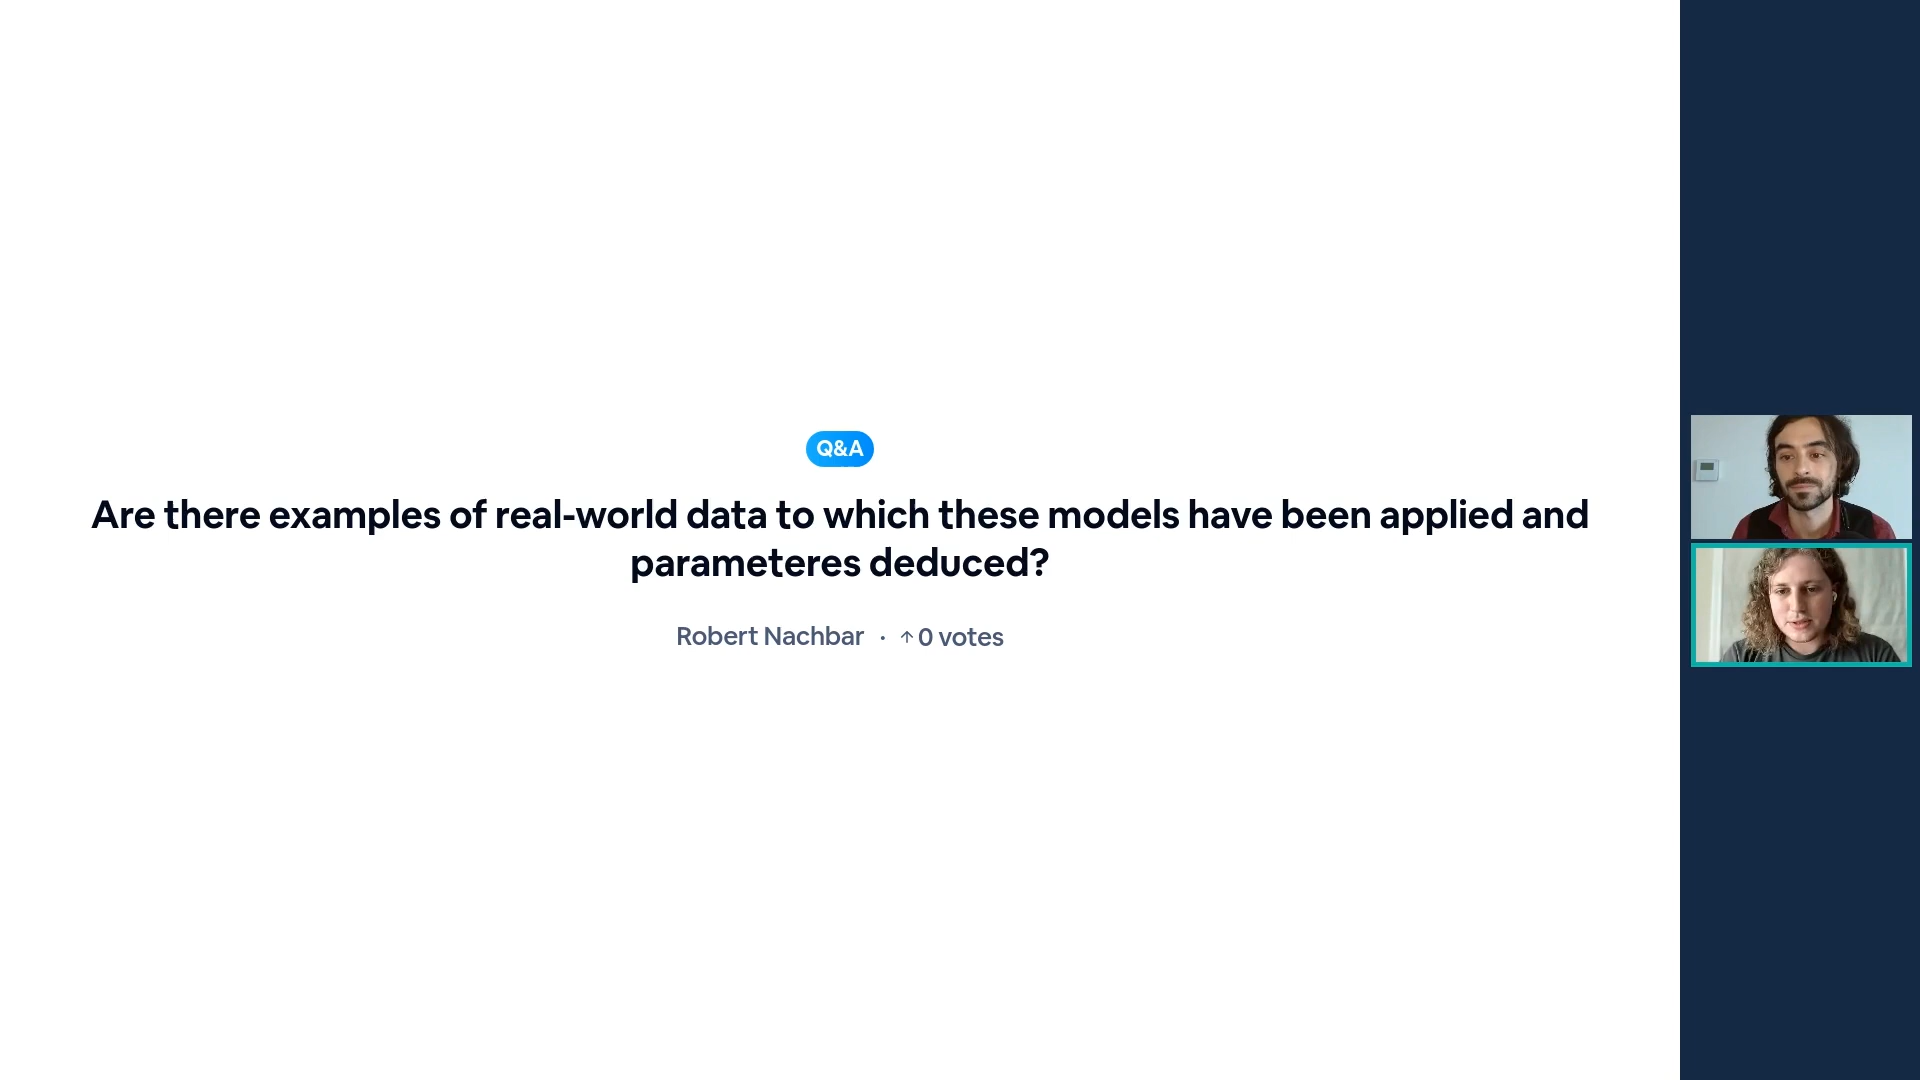 Q&A
Are there examples of real-world data to which these models have been applied and
parameteres deduced?
Robert Nachbar · ↑0 votes